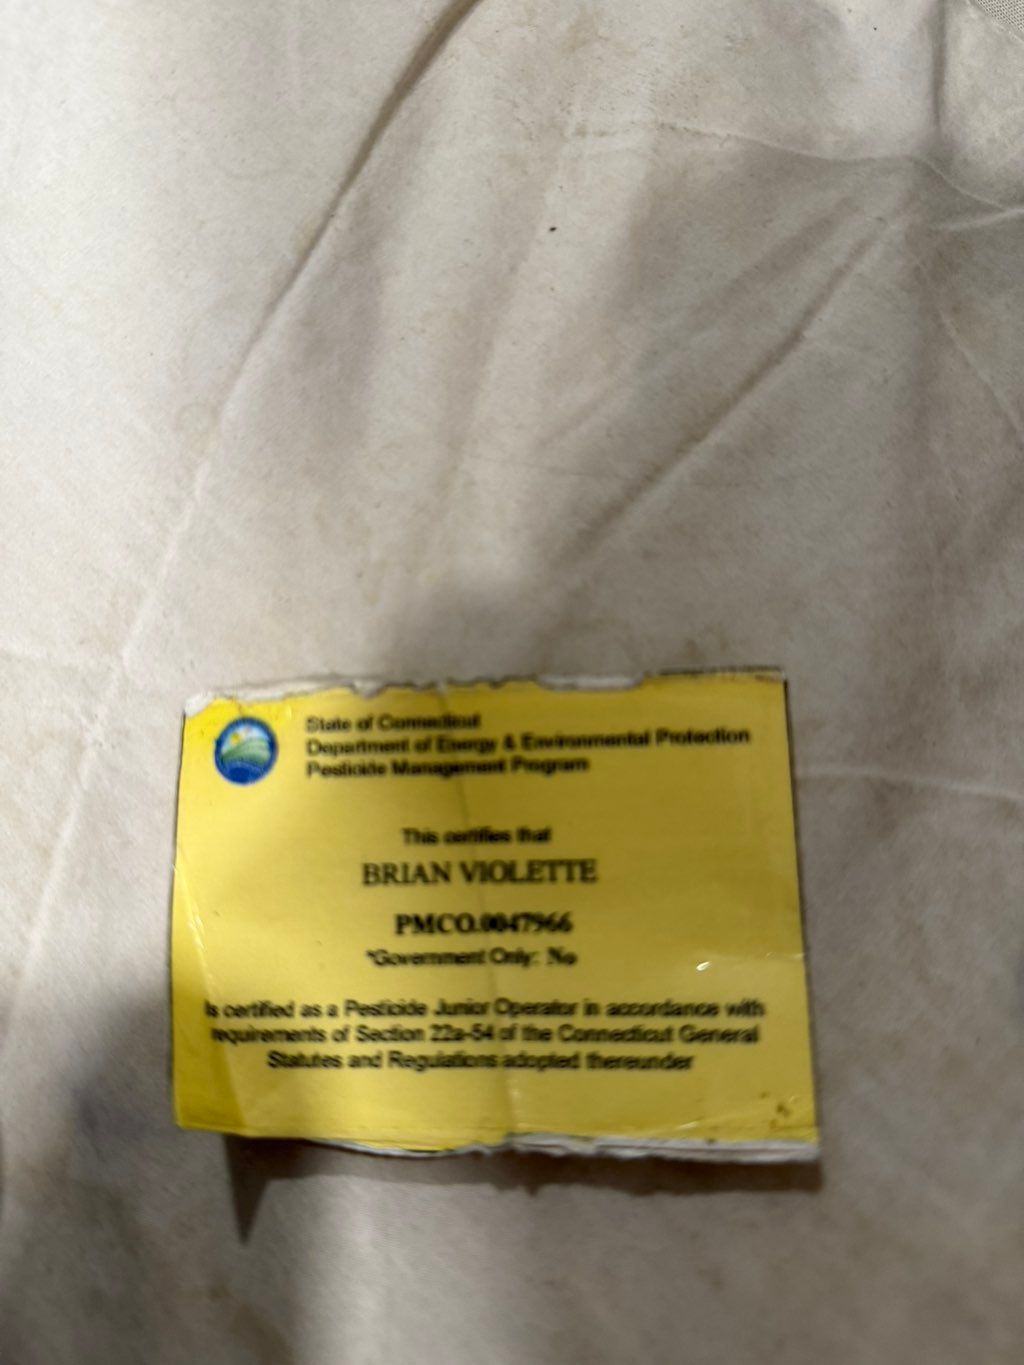 State of Connecticut
Department of Energy & Environmental Protection
Pesticide Management Program
This certifies that
BRIAN VIOLETTE
PMCO.0047966
*Government Only: No
Is certified as a Pesticide Junior Operator in accordance with
requirements of Section 22a-54 of the Connecticut General
Statutes and Regulations adopted thereunder